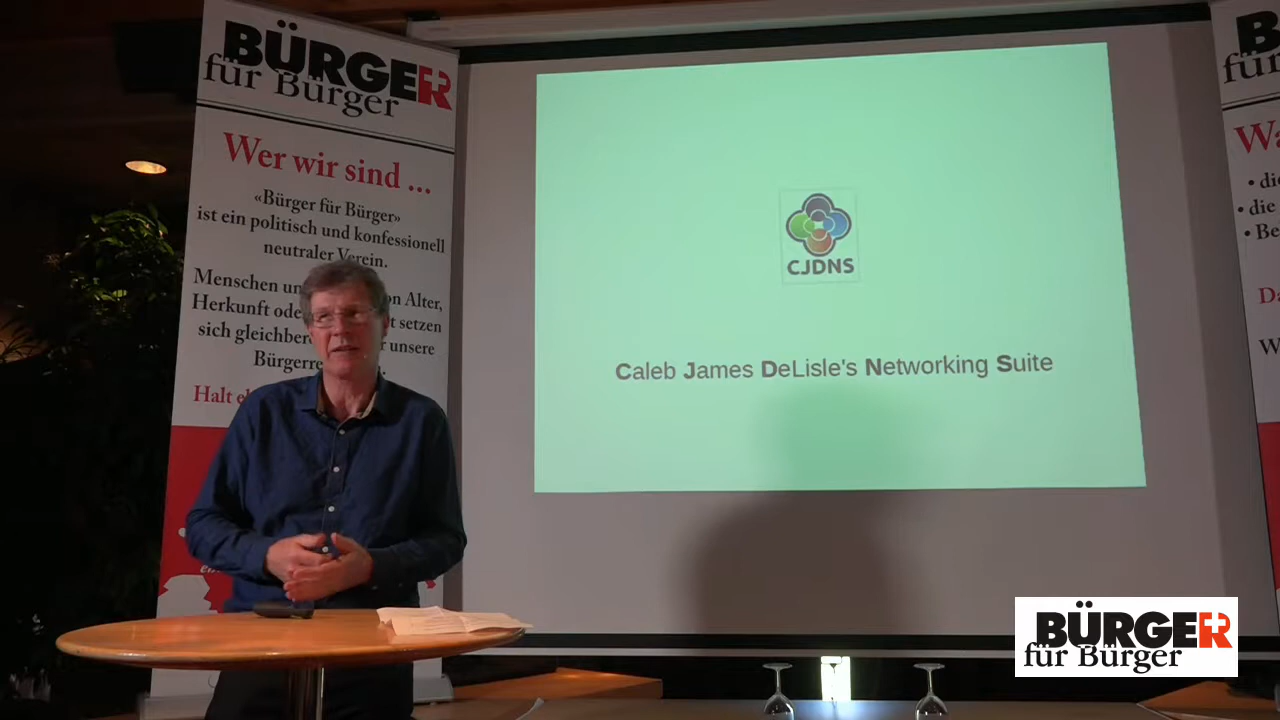 BÜRGER
für Bürger
Wer wir sind ...
«Bürger für Bürger»
ist ein politisch und konfessionell
neutraler Verein.
Menschen un on Alter,
Herkunft ode t setzen
sich gleichber unsere
Bürgerre
Halt
CJDNS
Caleb James DeLisle's Networking Suite
für
• die
BÜRGER
für Bürger